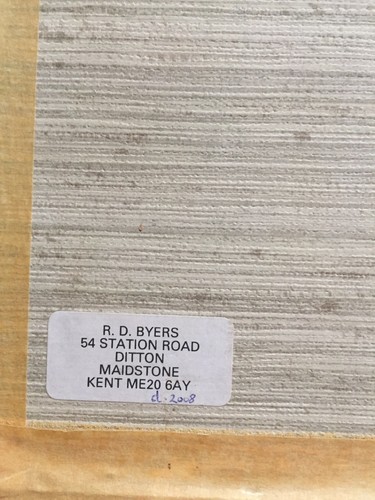 R. D. BYERS
54 STATION ROAD
DITTON
MAIDSTONE
KENT ME20 6AY
d. 2008